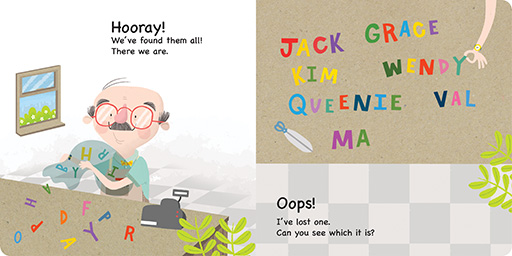 Hooray!
We've found them all!
There we are.
JACK GRACE
KIM WENDY
QUEENIE VAL
MA
Oops!
I've lost one.
Can you see which it is?